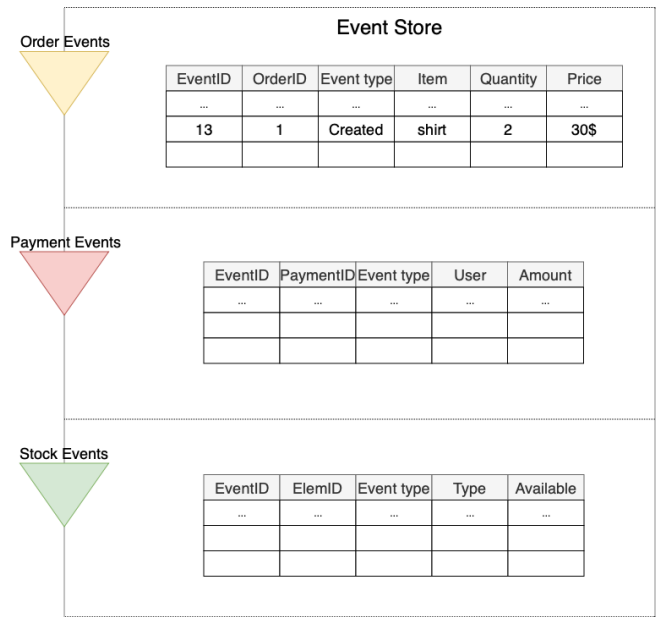 Event Store
Order Events
EventID OrderID Event type Item Quantity Price
... ... ... ... ... ...
13 1 Created shirt 2 30$
Payment Events
EventID PaymentID Event type User Amount
... ... ... ... ...
Stock Events
EventID ElemID Event type Type Available
... ... ... ... ...